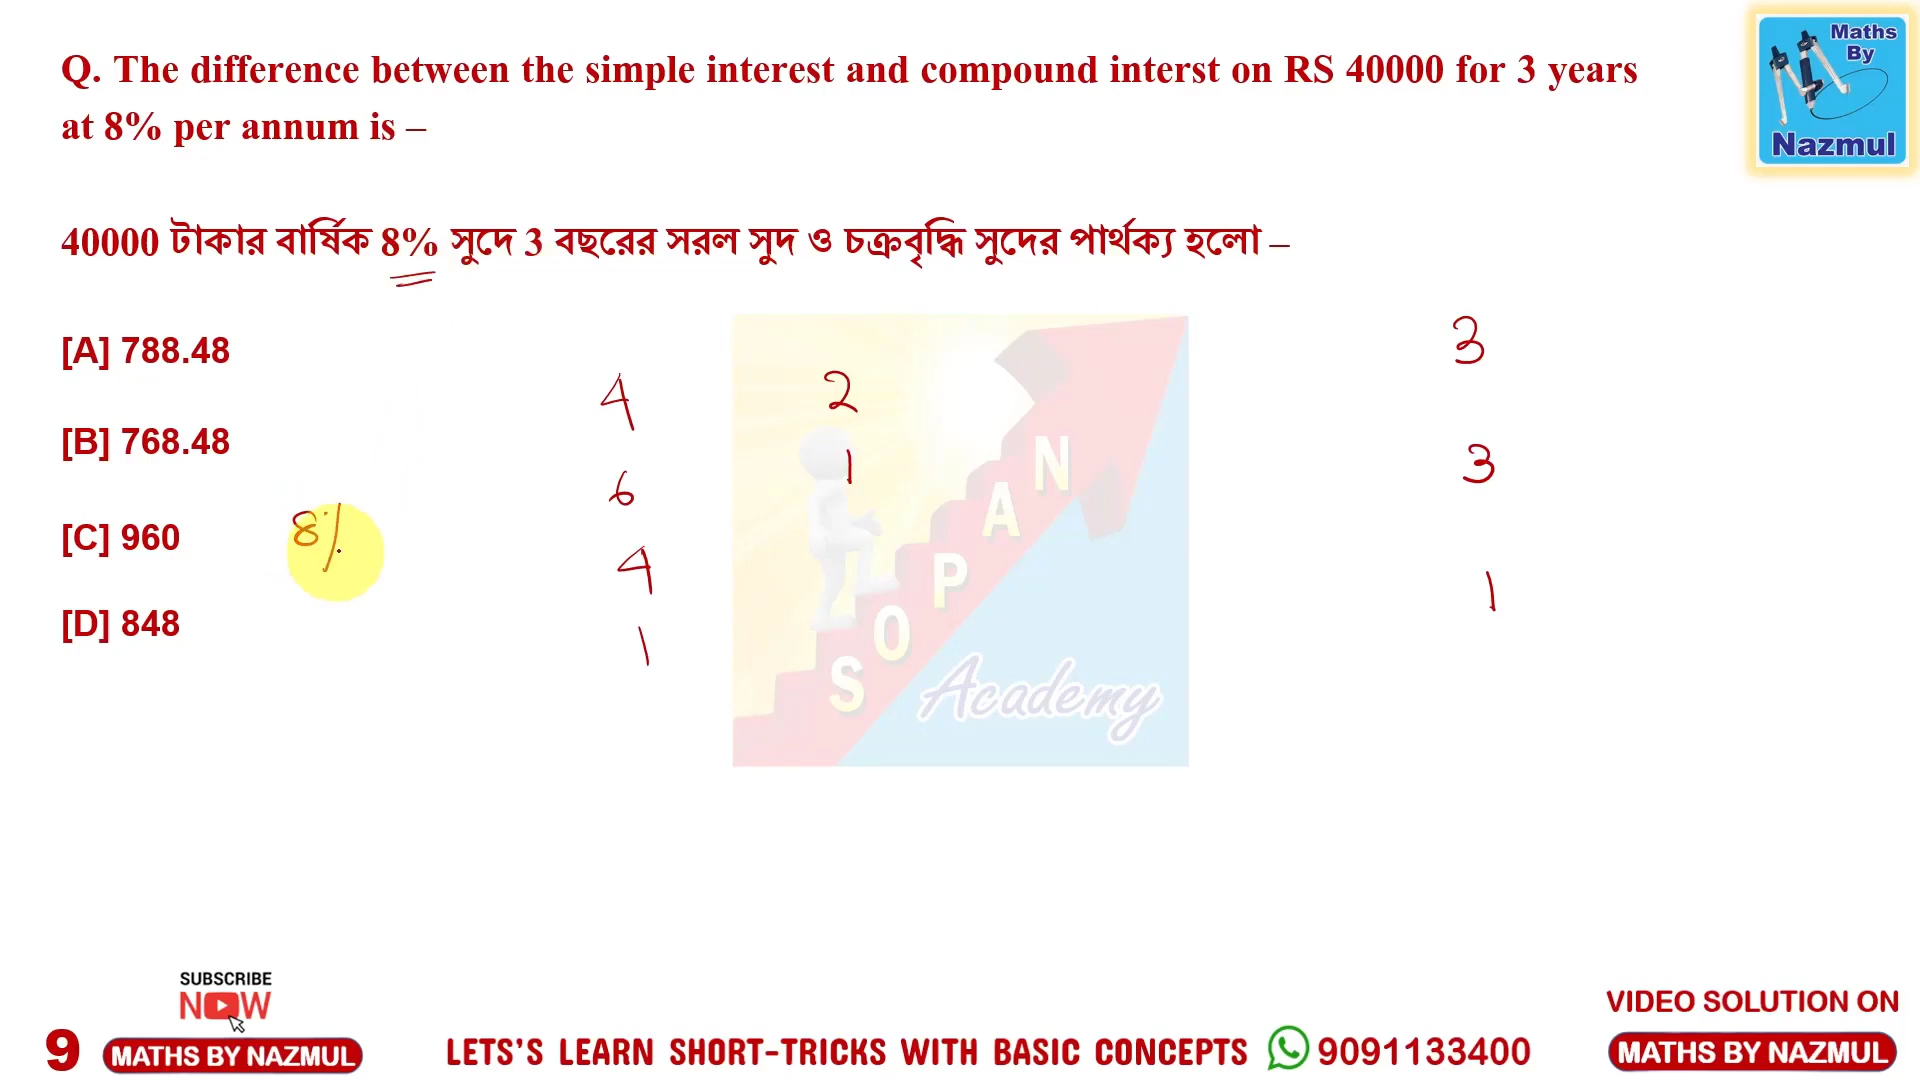 Q. The difference between the simple interest and compound interst on RS 40000 for 3 years
at 8% per annum is –
Maths
By
Nazmul
40000 টাকার বার্ষিক 8% সুদে 3 বছরের সরল সুদ ও চক্রবৃদ্ধি সুদের পার্থক্য হলো –
[A] 788.48
[B] 768.48
[C] 960
[D] 848
8%
4
6
4
1
2
1
3
3
1
SOPAN
Academy
SUBSCRIBE
NOW
9
MATHS BY NAZMUL
LETS'S LEARN SHORT-TRICKS WITH BASIC CONCEPTS
9091133400
VIDEO SOLUTION ON
MATHS BY NAZMUL